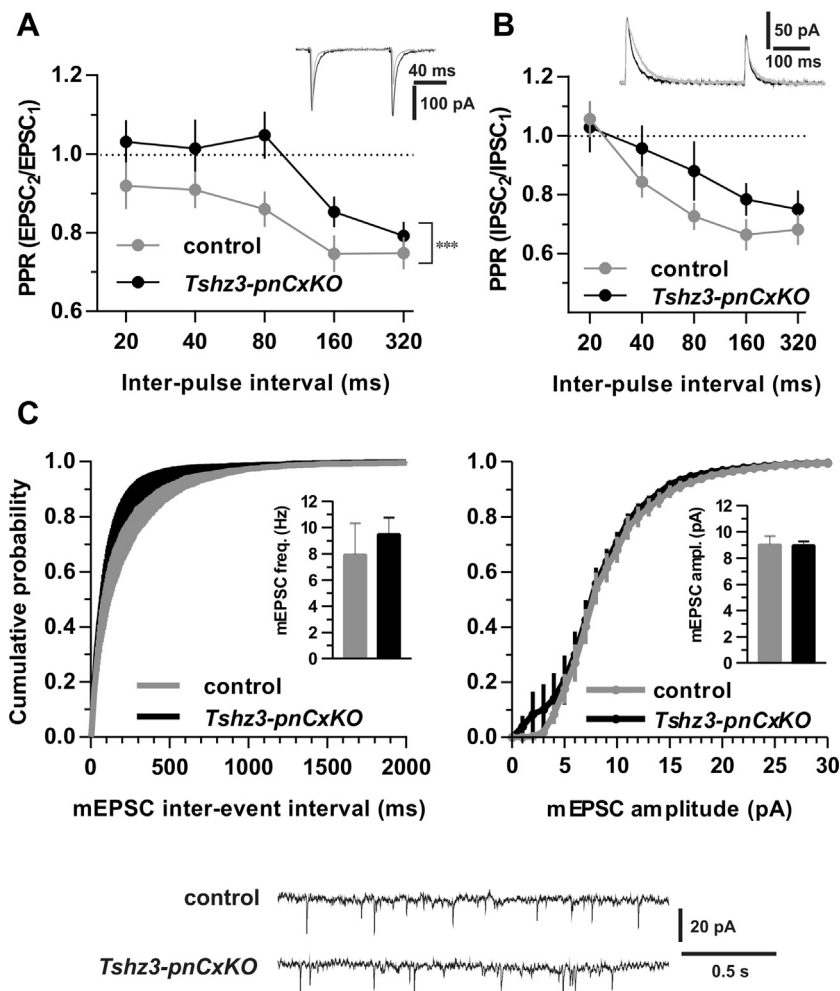 A
B
40 ms
100 pA
50 pA
100 ms
PPR (EPSC2/EPSC1)
1.2
1.0
0.8
0.6
control
Tshz3-pnCxKO
***
20 40 80 160 320
Inter-pulse interval (ms)
PPR (IPSC2/IPSC1)
1.2
1.0
0.8
0.6
control
Tshz3-pnCxKO
20 40 80 160 320
Inter-pulse interval (ms)
C
Cumulative probability
1.0
0.8
0.6
0.4
0.2
0.0
mEPSC freq. (Hz)
12
10
8
6
4
2
0
control
Tshz3-pnCxKO
0 500 1000 1500 2000
mEPSC inter-event interval (ms)
1.0
0.8
0.6
0.4
0.2
0.0
mEPSC ampl. (pA)
12
10
8
6
4
2
0
control
Tshz3-pnCxKO
0 5 10 15 20 25 30
mEPSC amplitude (pA)
control
20 pA
Tshz3-pnCxKO
0.5 s